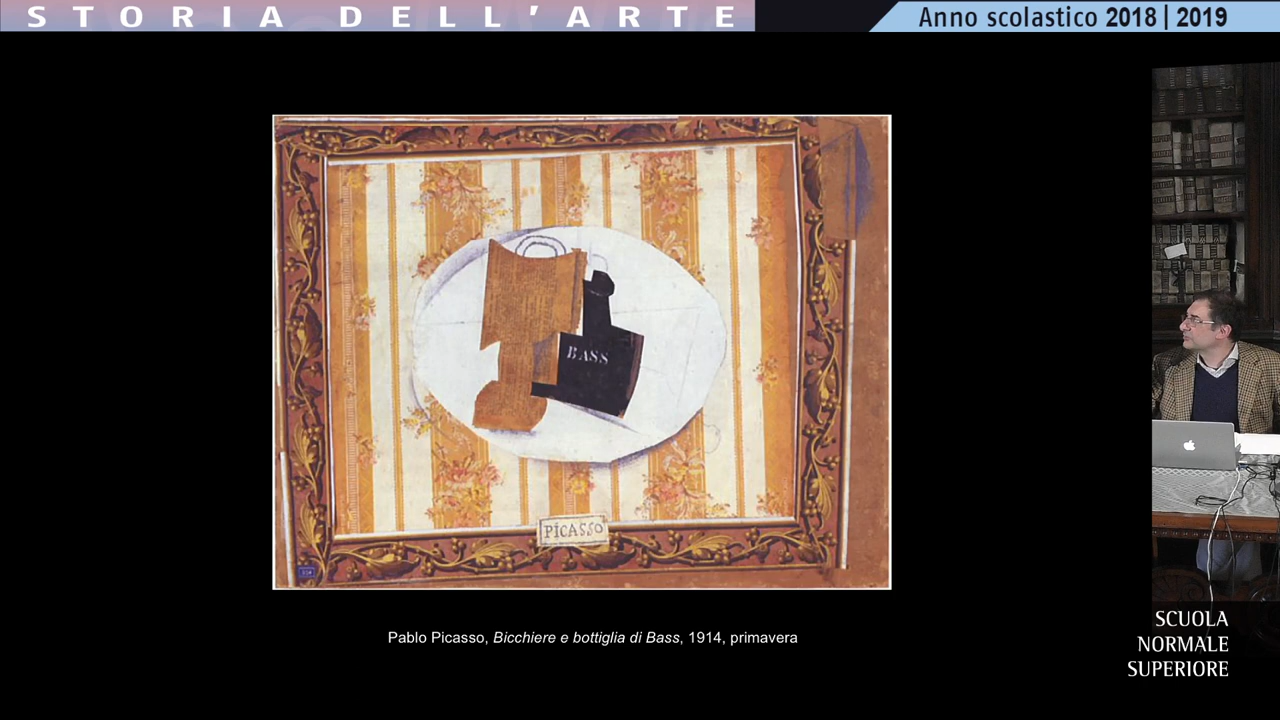 STORIA DELL'ARTE
Anno scolastico 2018 | 2019
BASS
PICASSO
Pablo Picasso, Bicchiere e bottiglia di Bass, 1914, primavera
SCUOLA
NORMALE
SUPERIORE